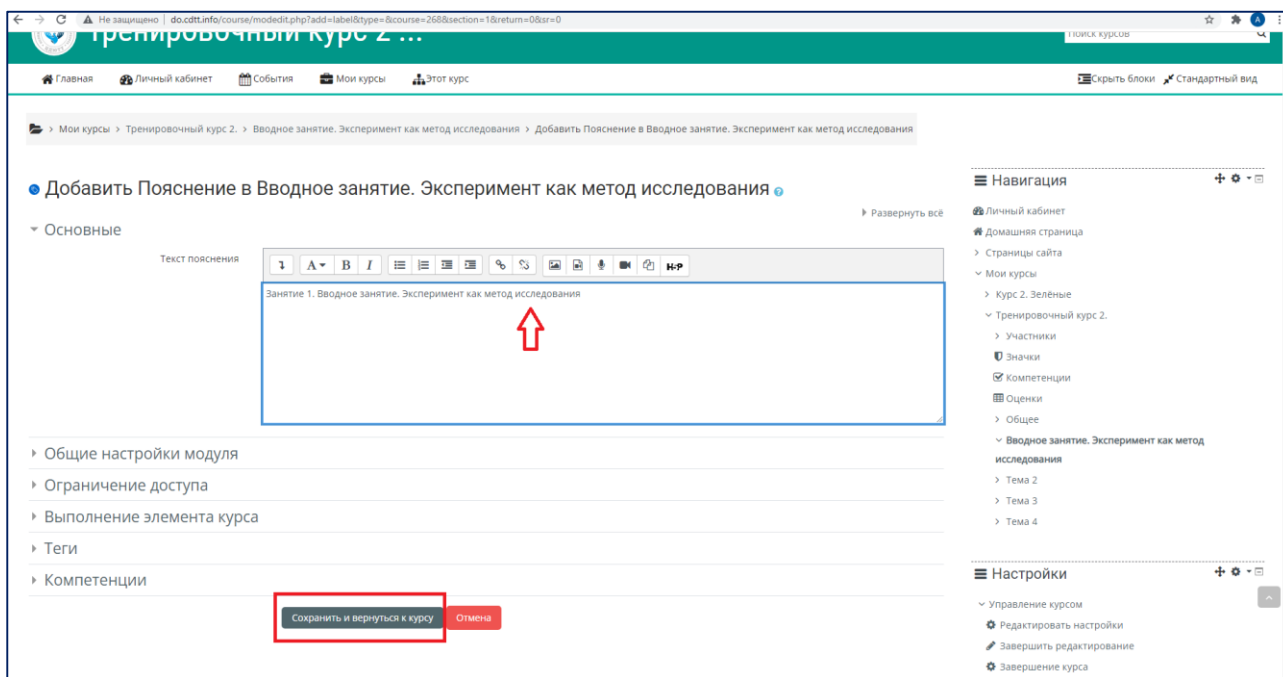 Не защищено | do.cdtt.info/course/modedit.php?add=label&type=&course=268&section=1&return=0&sr=0
А
Тренировочный курс 2 ...
Поиск курсов
Главная Личный кабинет События Мои курсы Этот курс Скрыть блоки Стандартный вид
> Мои курсы > Тренировочный курс 2. > Вводное занятие. Эксперимент как метод исследования > Добавить Пояснение в Вводное занятие. Эксперимент как метод исследования
Добавить Пояснение в Вводное занятие. Эксперимент как метод исследования
Развернуть всё
Основные
Текст пояснения
A B I H-P
Занятие 1. Вводное занятие. Эксперимент как метод исследования
Общие настройки модуля
Ограничение доступа
Выполнение элемента курса
Теги
Компетенции
Сохранить и вернуться к курсу Отмена
Навигация
Личный кабинет
Домашняя страница
Страницы сайта
Мои курсы
Курс 2. Зелёные
Тренировочный курс 2.
Участники
Значки
Компетенции
Оценки
Общее
Вводное занятие. Эксперимент как метод
исследования
Тема 2
Тема 3
Тема 4
Настройки
Управление курсом
Редактировать настройки
Завершить редактирование
Завершение курса